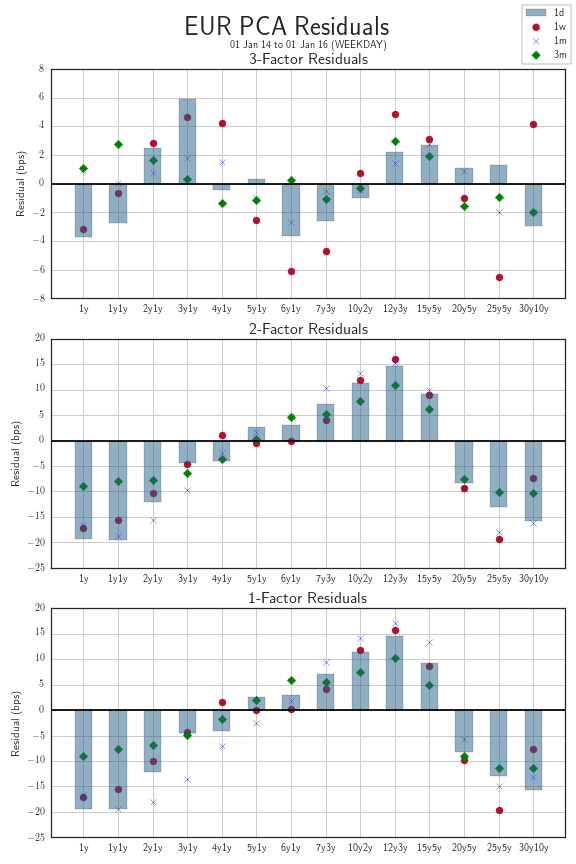 EUR PCA Residuals
01 Jan 14 to 01 Jan 16 (WEEKDAY)
1d
1w
1m
3m
3-Factor Residuals
8
6
4
2
0
−2
−4
−6
−8
Residual (bps)
1y 1y1y 2y1y 3y1y 4y1y 5y1y 6y1y 7y3y 10y2y 12y3y 15y5y 20y5y 25y5y 30y10y
2-Factor Residuals
20
15
10
5
0
−5
−10
−15
−20
−25
Residual (bps)
1y 1y1y 2y1y 3y1y 4y1y 5y1y 6y1y 7y3y 10y2y 12y3y 15y5y 20y5y 25y5y 30y10y
1-Factor Residuals
20
15
10
5
0
−5
−10
−15
−20
−25
Residual (bps)
1y 1y1y 2y1y 3y1y 4y1y 5y1y 6y1y 7y3y 10y2y 12y3y 15y5y 20y5y 25y5y 30y10y